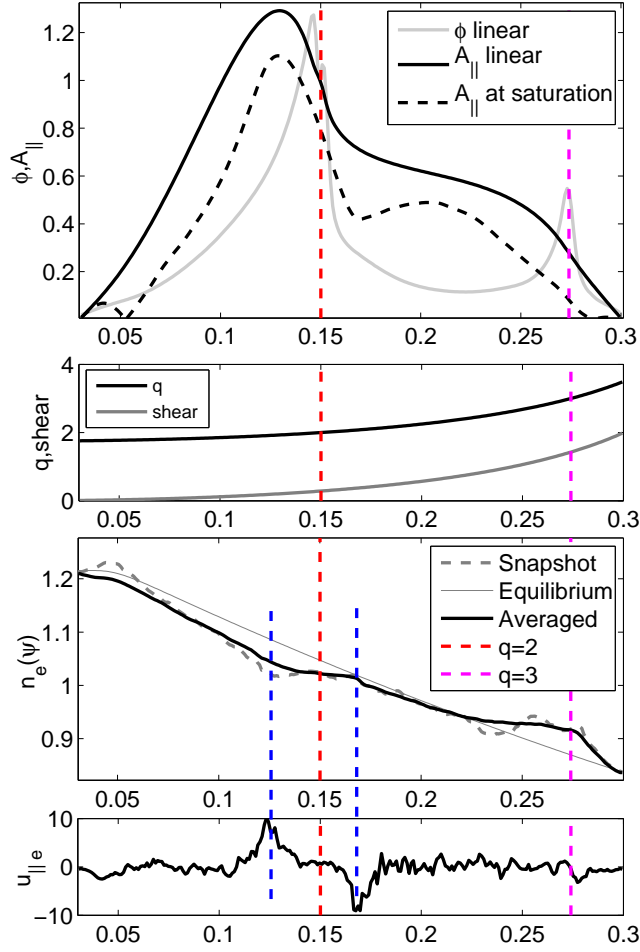 1.2
1
0.8
0.6
0.4
0.2
ϕ,A||
ϕ linear
A|| linear
A|| at saturation
0.05 0.1 0.15 0.2 0.25 0.3
4
2
0
q,shear
q
shear
0.05 0.1 0.15 0.2 0.25 0.3
1.2
1.1
1.0
0.9
n_e(ψ)
Snapshot
Equilibrium
Averaged
q=2
q=3
0.05 0.1 0.15 0.2 0.25 0.3
10
0
−10
u|| e
0.05 0.1 0.15 0.2 0.25 0.3